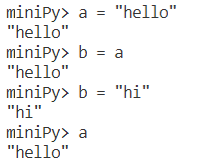 miniPy> a = "hello"
"hello"
miniPy> b = a
"hello"
miniPy> b = "hi"
"hi"
miniPy> a
"hello"